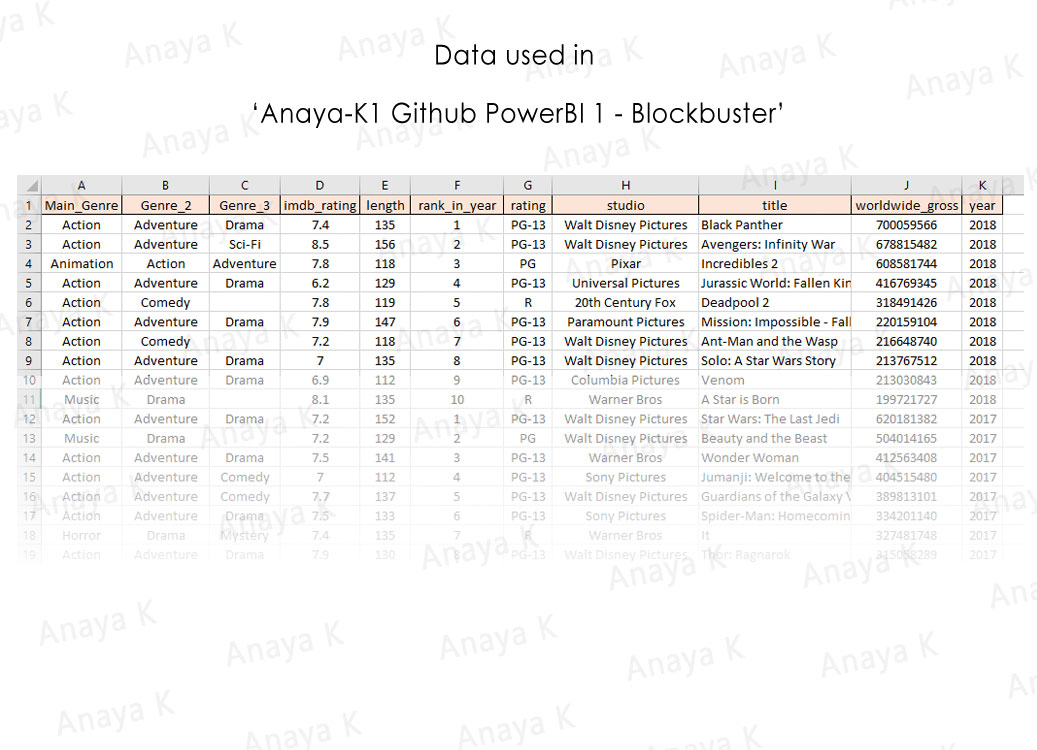 Data used in
‘Anaya-K1 Github PowerBI 1 - Blockbuster’
A B C D E F G H I J K
1 Main_Genre Genre_2 Genre_3 imdb_rating length rank_in_year rating studio title worldwide_gross year
2 Action Adventure Drama 7.4 135 1 PG-13 Walt Disney Pictures Black Panther 700059566 2018
3 Action Adventure Sci-Fi 8.5 156 2 PG-13 Walt Disney Pictures Avengers: Infinity War 678815482 2018
4 Animation Action Adventure 7.8 118 3 PG Pixar Incredibles 2 608581744 2018
5 Action Adventure Drama 6.2 129 4 PG-13 Universal Pictures Jurassic World: Fallen Kin 416769345 2018
6 Action Comedy 7.8 119 5 R 20th Century Fox Deadpool 2 318491426 2018
7 Action Adventure Drama 7.9 147 6 PG-13 Paramount Pictures Mission: Impossible - Fall 220159104 2018
8 Action Comedy 7.2 118 7 PG-13 Walt Disney Pictures Ant-Man and the Wasp 216648740 2018
9 Action Adventure Drama 7 135 8 PG-13 Walt Disney Pictures Solo: A Star Wars Story 213767512 2018
10 Action Adventure Drama 6.9 112 9 PG-13 Columbia Pictures Venom 213030843 2018
11 Music Drama 8.1 135 10 R Warner Bros A Star is Born 199721727 2018
12 Action Adventure Drama 7.2 152 1 PG-13 Walt Disney Pictures Star Wars: The Last Jedi 620181382 2017
13 Music Drama 7.2 129 2 PG Walt Disney Pictures Beauty and the Beast 504014165 2017
14 Action Adventure Drama 7.5 141 3 PG-13 Warner Bros Wonder Woman 412563408 2017
15 Action Adventure Comedy 7 112 4 PG-13 Sony Pictures Jumanji: Welcome to the 404515480 2017
16 Action Adventure Comedy 7.7 137 5 PG-13 Walt Disney Pictures Guardians of the Galaxy 389813101 2017
17 Action Adventure Drama 7.5 133 6 PG-13 Sony Pictures Spider-Man: Homecomin 334201140 2017
18 Horror Drama Mystery 7.4 135 7 R Warner Bros It 327481748 2017
19 Action Adventure Drama 7.9 130 8 PG-13 Walt Disney Pictures Thor: Ragnarok 315058289 2017
Anaya K